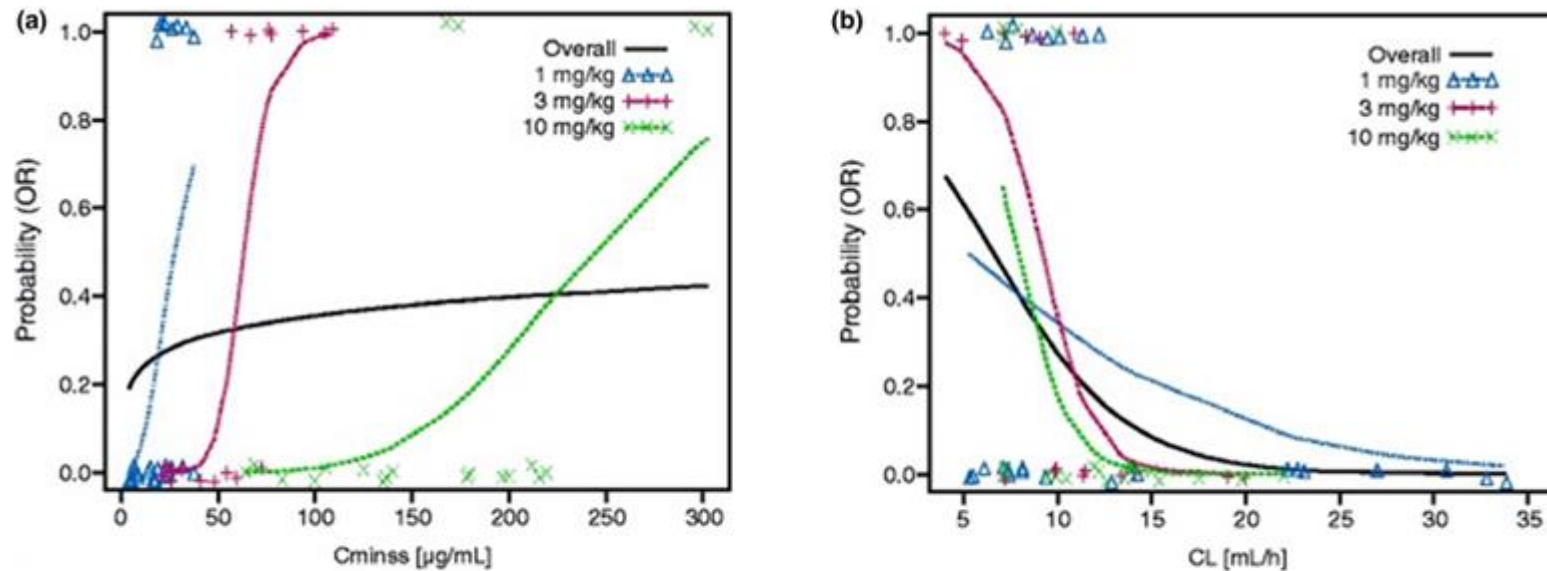 (a)
Probability (OR)
1.0
0.8
0.6
0.4
0.2
0.0
Overall
1 mg/kg
3 mg/kg
10 mg/kg
0 50 100 150 200 250 300
Cminss [µg/mL]
(b)
Probability (OR)
1.0
0.8
0.6
0.4
0.2
0.0
Overall
1 mg/kg
3 mg/kg
10 mg/kg
5 10 15 20 25 30 35
CL [mL/h]